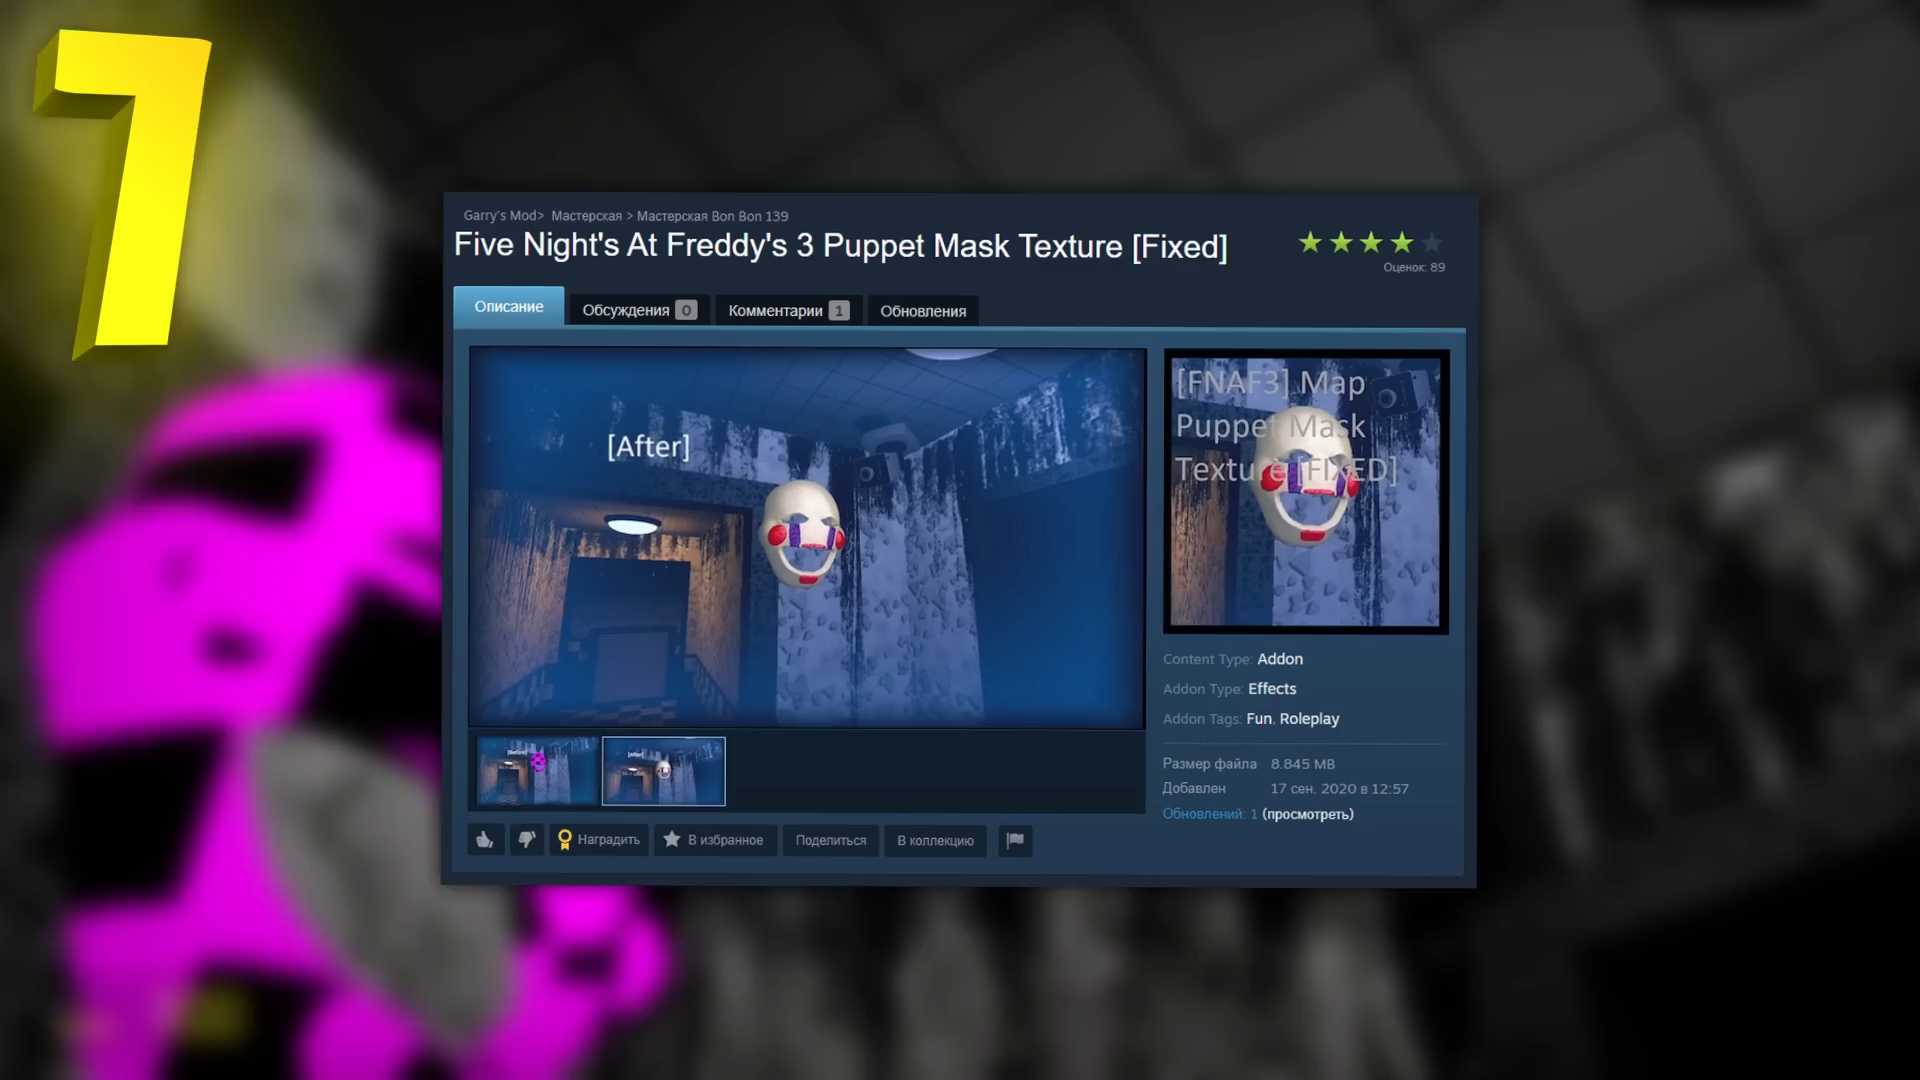 1
Garry's Mod> Мастерская > Мастерская Bon Bon 139
Five Night's At Freddy's 3 Puppet Mask Texture [Fixed]
Оценок: 89
Описание
Обсуждения 0
Комментарии 1
Обновления
[After]
[FNAF3] Map
Puppet Mask
Texture [FIXED]
Content Type: Addon
Addon Type: Effects
Addon Tags: Fun, Roleplay
Размер файла 8.845 MB
Добавлен 17 сен. 2020 в 12:57
Обновлений: 1 (просмотреть)
[Before]
[After]
Наградить
В избранное
Поделиться
В коллекцию